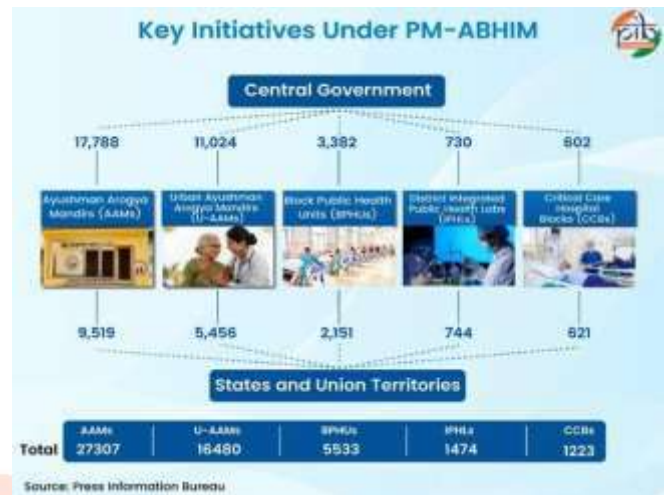 Key Initiatives Under PM-ABHIM
pib
Central Government
17,788 11,024 3,382 730 602
Ayushman Arogya
Mandirs (AAMs)
Urban Ayushman
Arogya Mandirs
(U-AAMs)
Block Public Health
Units (BPHUs)
District Integrated
Public Health Labs
(IPHLs)
Critical Care
Hospital
Blocks (CCBs)
9,519 5,456 2,151 744 621
States and Union Territories
AAMs U-AAMs BPHUs IPHLs CCBs
Total 27307 16480 5533 1474 1223
Source: Press Information Bureau